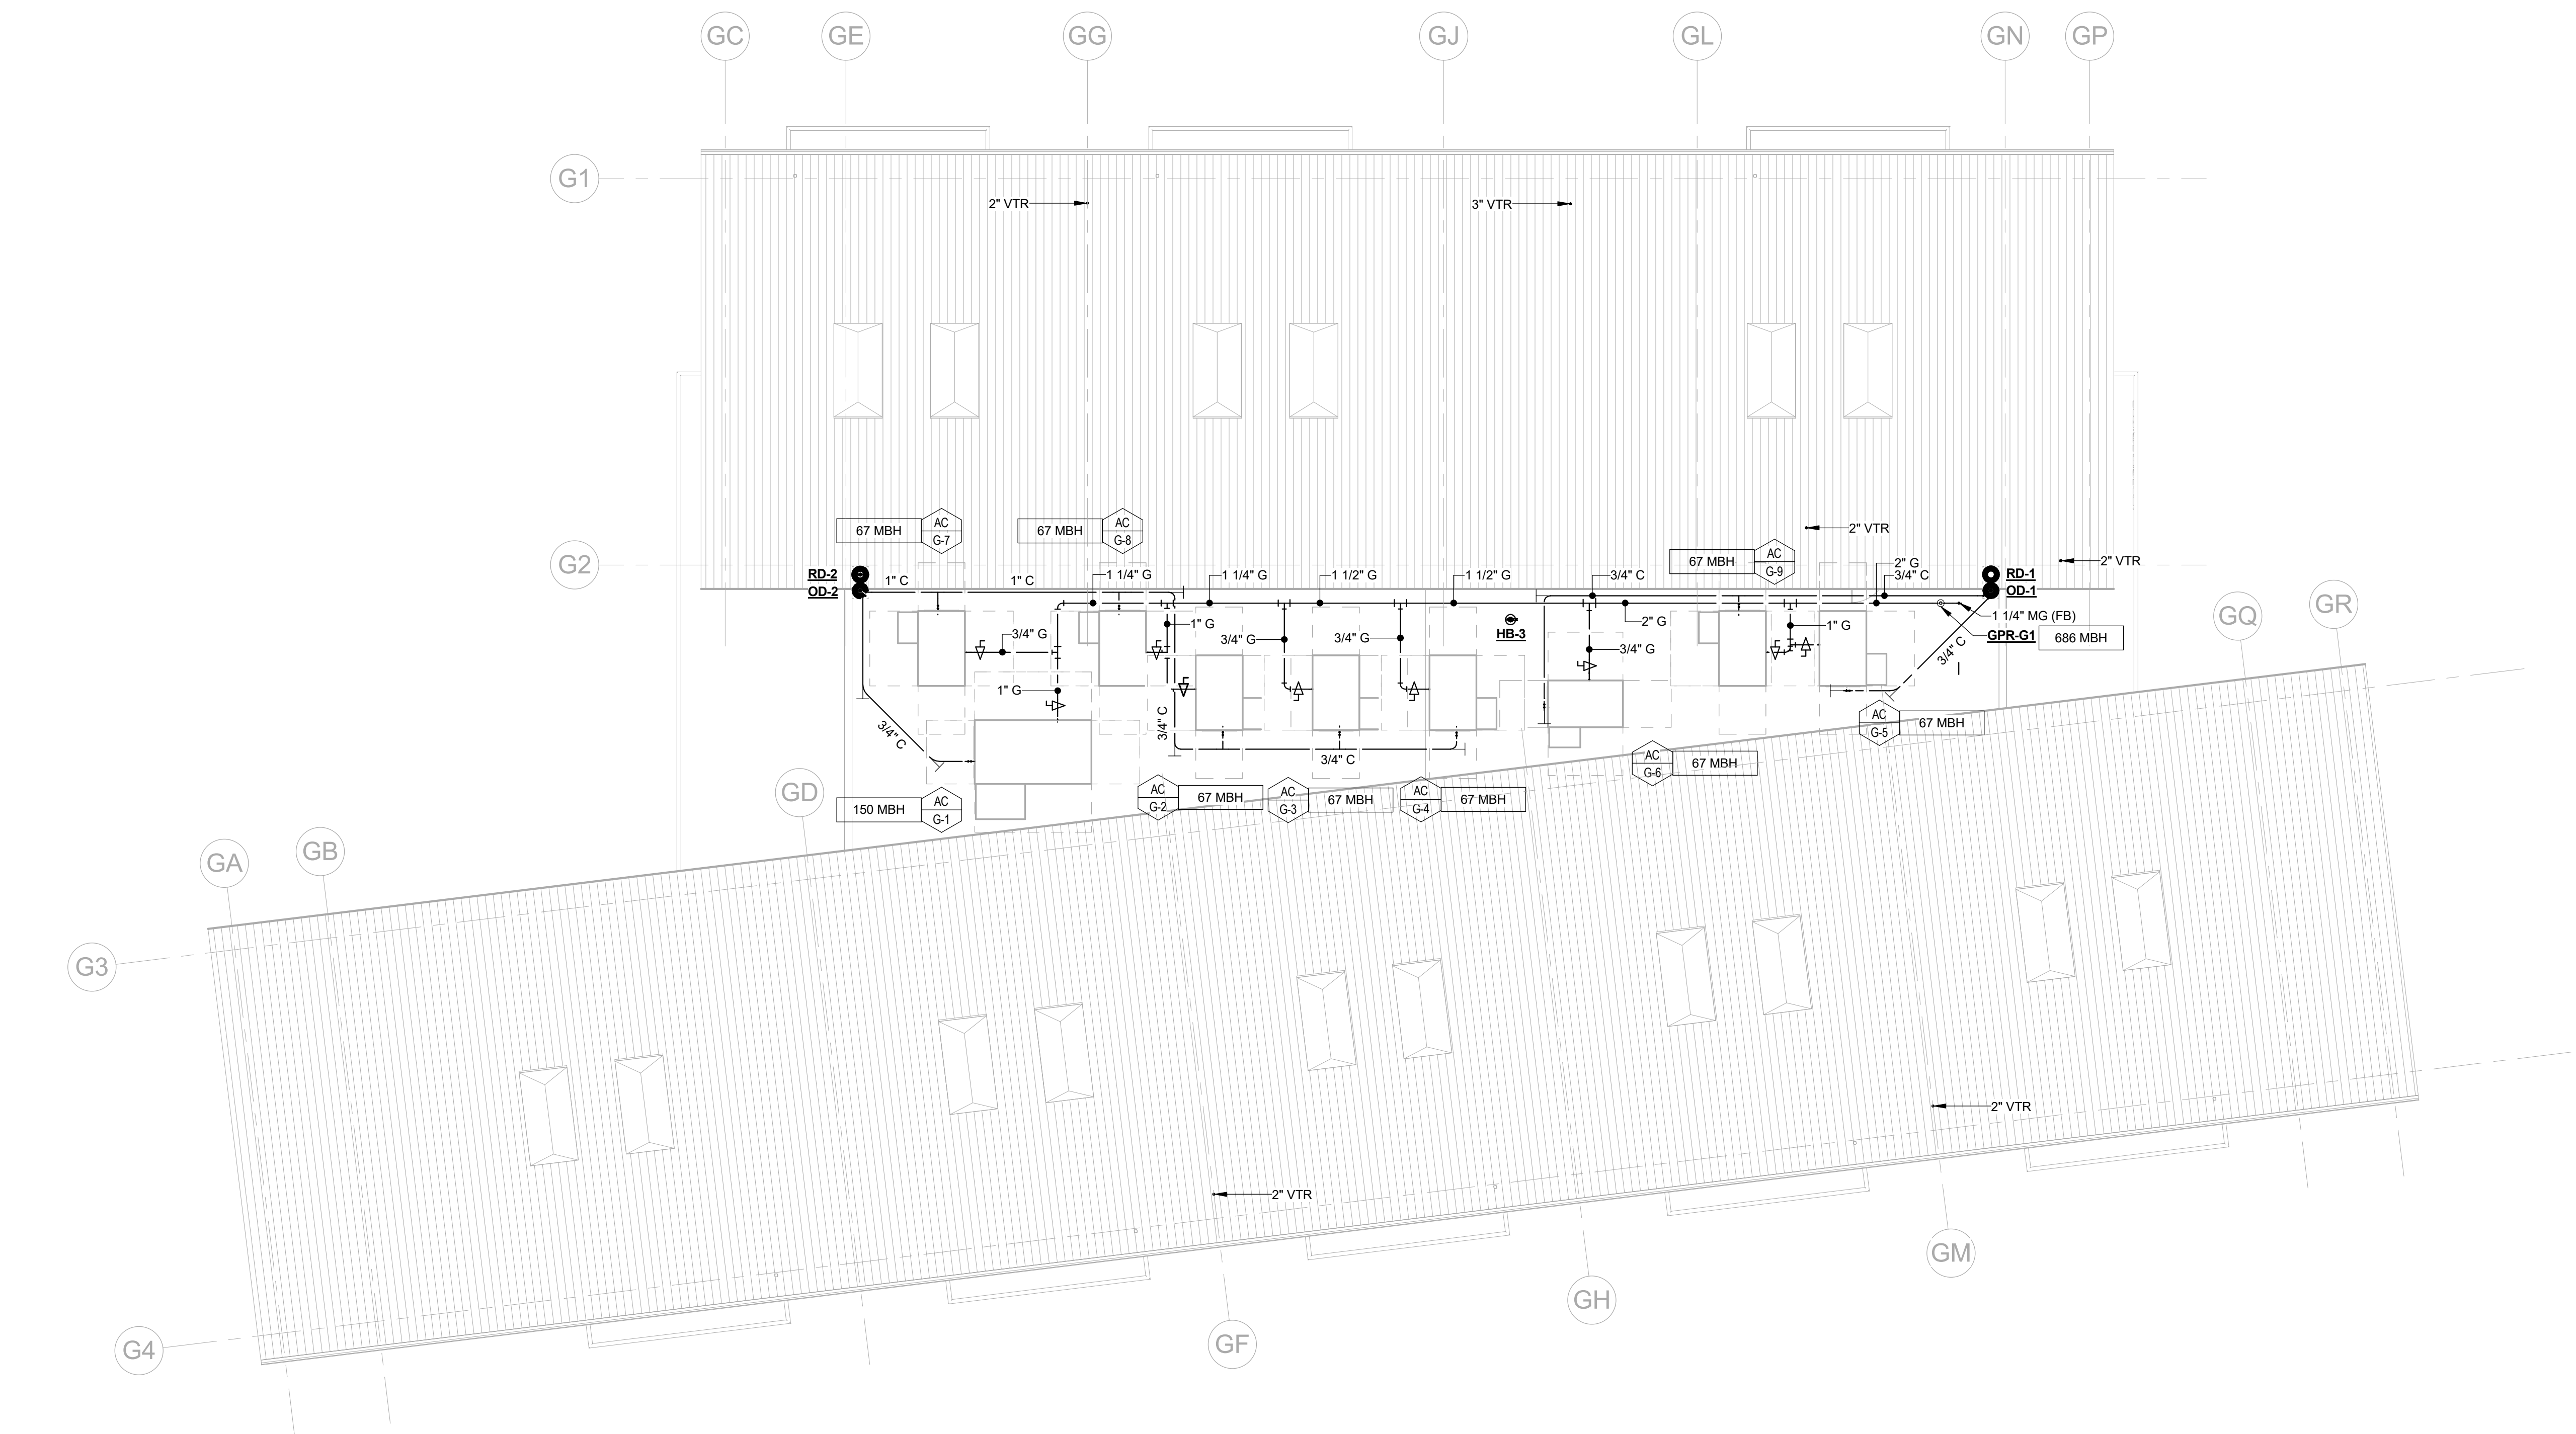 GC
GE
GG
GJ
GL
GN
GP
G1
2" VTR
3" VTR
67 MBH
AC
G-7
67 MBH
AC
G-8
2" VTR
G2
67 MBH
AC
G-9
2" VTR
RD-2
OD-2
1" C
1" C
1 1/4" G
1 1/4" G
1 1/2" G
1 1/2" G
3/4" C
2" G
3/4" C
RD-1
OD-1
GR
GQ
1" G
3/4" G
3/4" G
3/4" G
HB-3
2" G
1" G
1 1/4" MG (FB)
GPR-G1
686 MBH
3/4" G
3/4" C
1" G
3/4" C
3/4" C
3/4" C
AC
G-5
67 MBH
AC
G-6
67 MBH
GD
150 MBH
AC
G-1
AC
G-2
67 MBH
AC
G-3
67 MBH
AC
G-4
67 MBH
GA
GB
G3
2" VTR
2" VTR
GM
GH
GF
G4